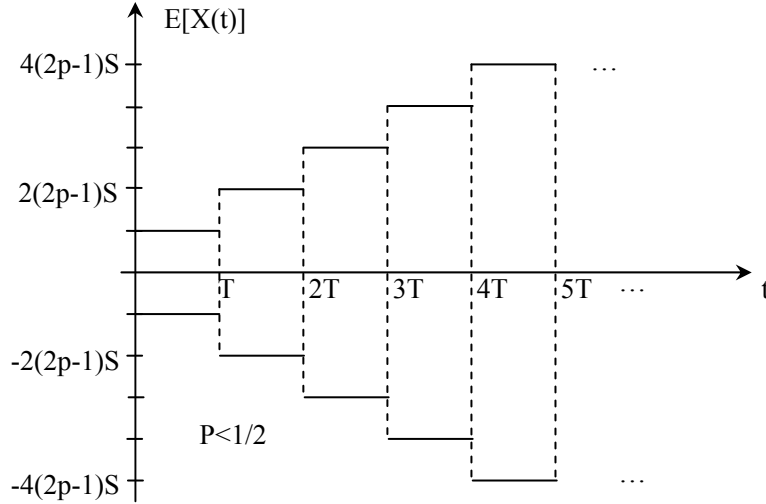 E[X(t)]
4(2p-1)S
...
2(2p-1)S
T 2T 3T 4T 5T ... t
-2(2p-1)S
P<1/2
-4(2p-1)S
...